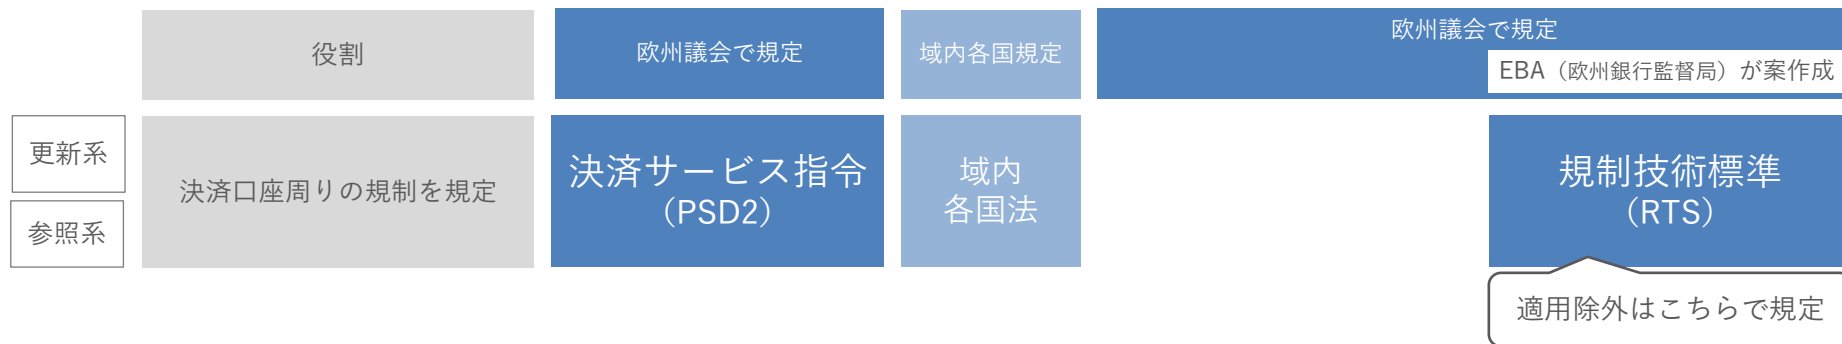 役割
欧州議会で規定
域内各国規定
欧州議会で規定
EBA（欧州銀行監督局）が案作成
更新系
参照系
決済口座周りの規制を規定
決済サービス指令
（PSD2）
域内
各国法
規制技術標準
（RTS）
適用除外はこちらで規定